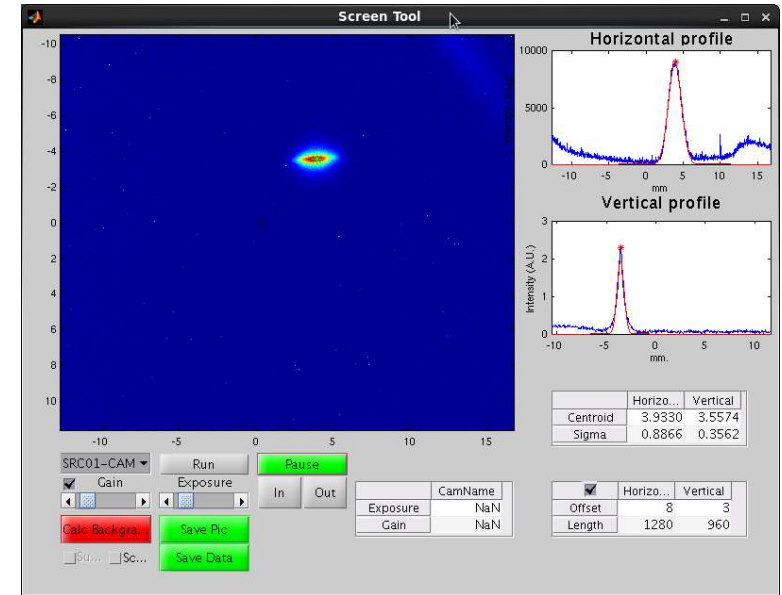 Screen Tool
-10
-8
-6
-4
-2
0
2
4
6
8
10
-10
-5
0
5
10
15
Horizontal profile
10000
5000
0
-10
-5
0
5
10
15
mm
Vertical profile
Intensity (A.U.)
3
2
1
0
-10
-5
0
5
10
mm.
Horizo... Vertical
Centroid 3.9330 3.5574
Sigma 0.8866 0.3562
SRC01-CAM Run Pause
Gain Exposure In Out
CamName
Exposure NaN
Gain NaN
Horizo... Vertical
Offset 8 3
Length 1280 960
Calc Backgra... Save Pic
Su... Sc... Save Data